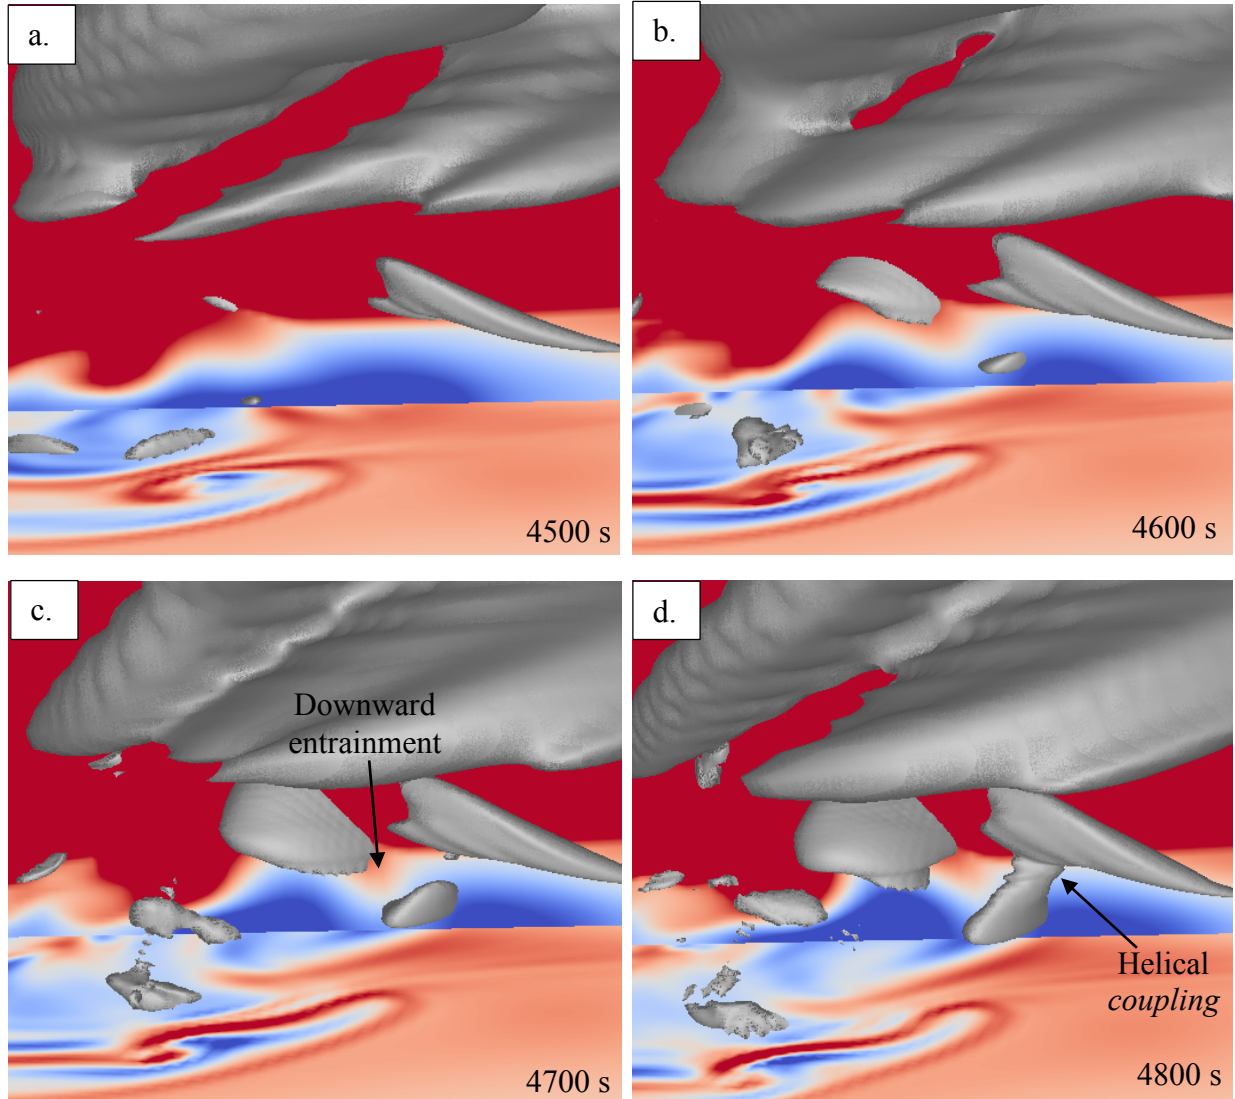 a.
4500 s
b.
4600 s
c.
Downward
entrainment
4700 s
d.
Helical
coupling
4800 s